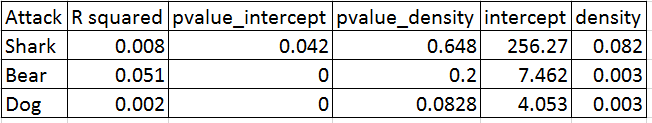 Attack R squared pvalue_intercept pvalue_density intercept density
Shark 0.008 0.042 0.648 256.27 0.082
Bear 0.051 0 0.2 7.462 0.003
Dog 0.002 0 0.0828 4.053 0.003